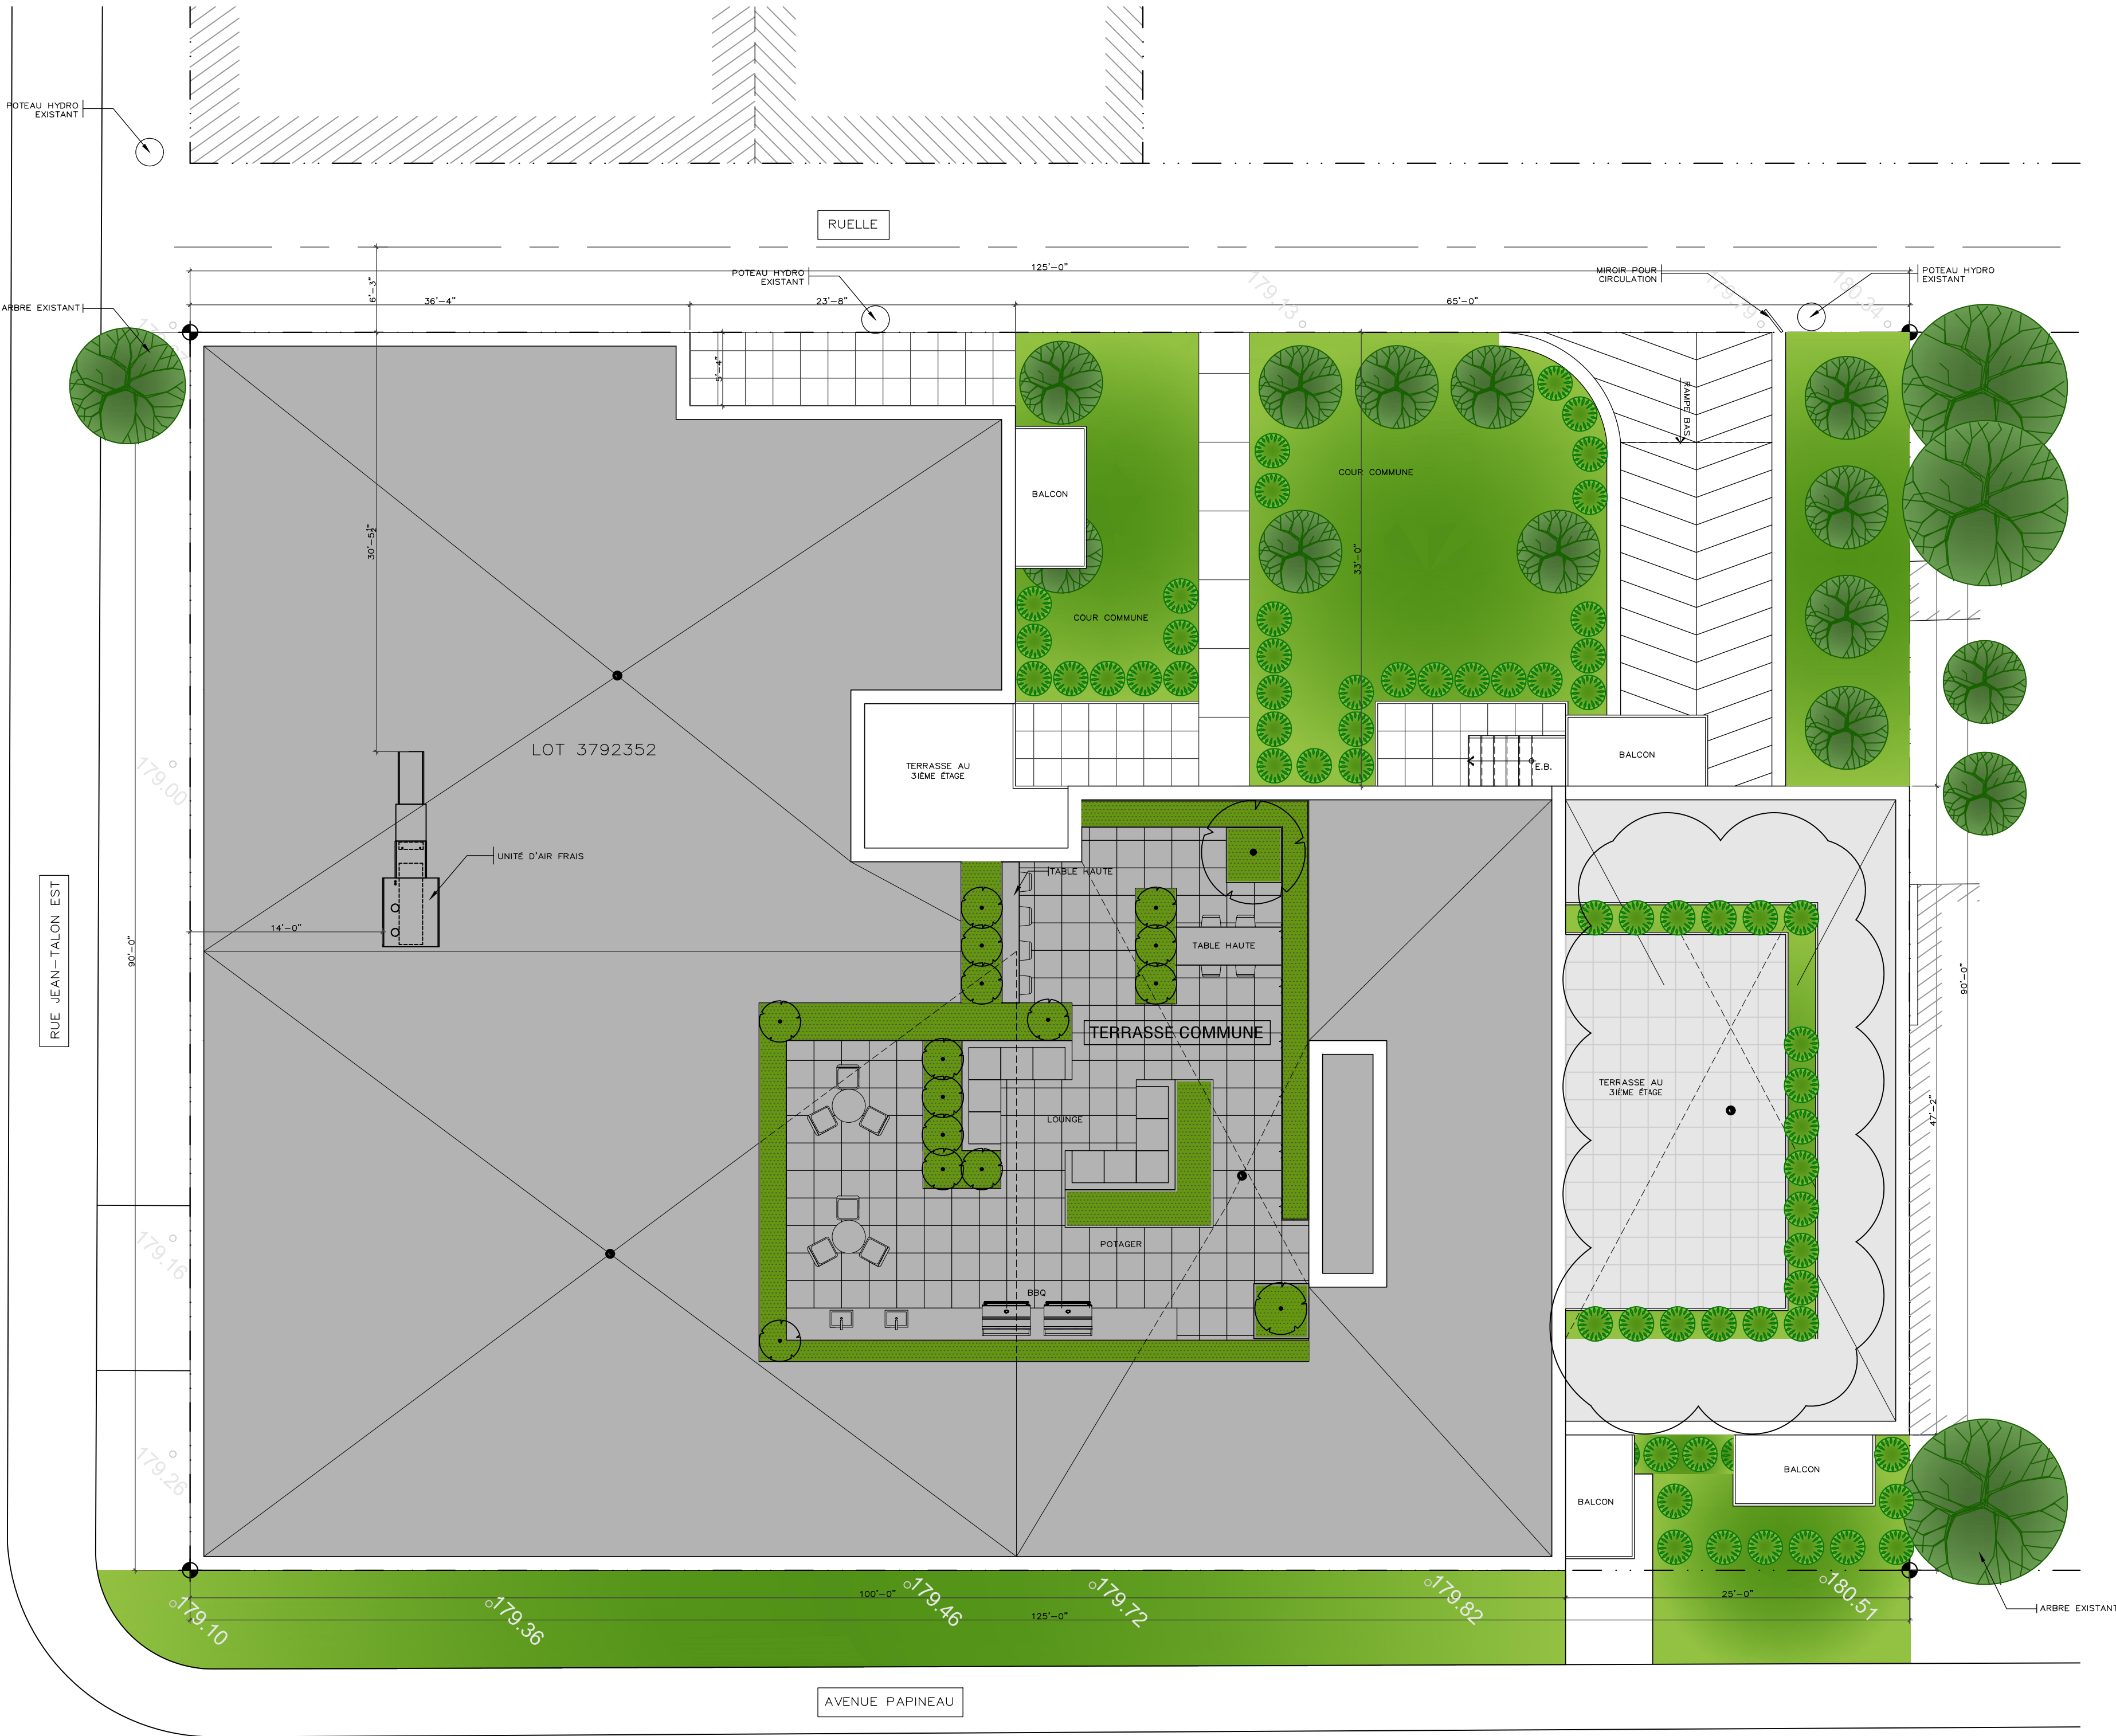 POTEAU HYDRO
EXISTANT
RUELLE
125'-0"
POTEAU HYDRO
EXISTANT
MIROIR POUR
CIRCULATION
POTEAU HYDRO
EXISTANT
6'-3"
36'-4"
23'-8"
65'-0"
179.13
180.34
ARBRE EXISTANT
5'-4"
RAMPE BAS
COUR COMMUNE
BALCON
30'-5½"
33'-0"
COUR COMMUNE
LOT 3792352
TERRASSE AU
3IÈME ÉTAGE
E.B.
BALCON
179.00
UNITÉ D'AIR FRAIS
TABLE HAUTE
TABLE HAUTE
14'-0"
RUE JEAN-TALON EST
90'-0"
90'-0"
TERRASSE COMMUNE
TERRASSE AU
3IÈME ÉTAGE
47'-2"
LOUNGE
POTAGER
179.16
BBQ
179.26
BALCON
BALCON
179.10
179.36
100'-0"
179.46
179.72
179.82
25'-0"
180.51
125'-0"
ARBRE EXISTANT
AVENUE PAPINEAU